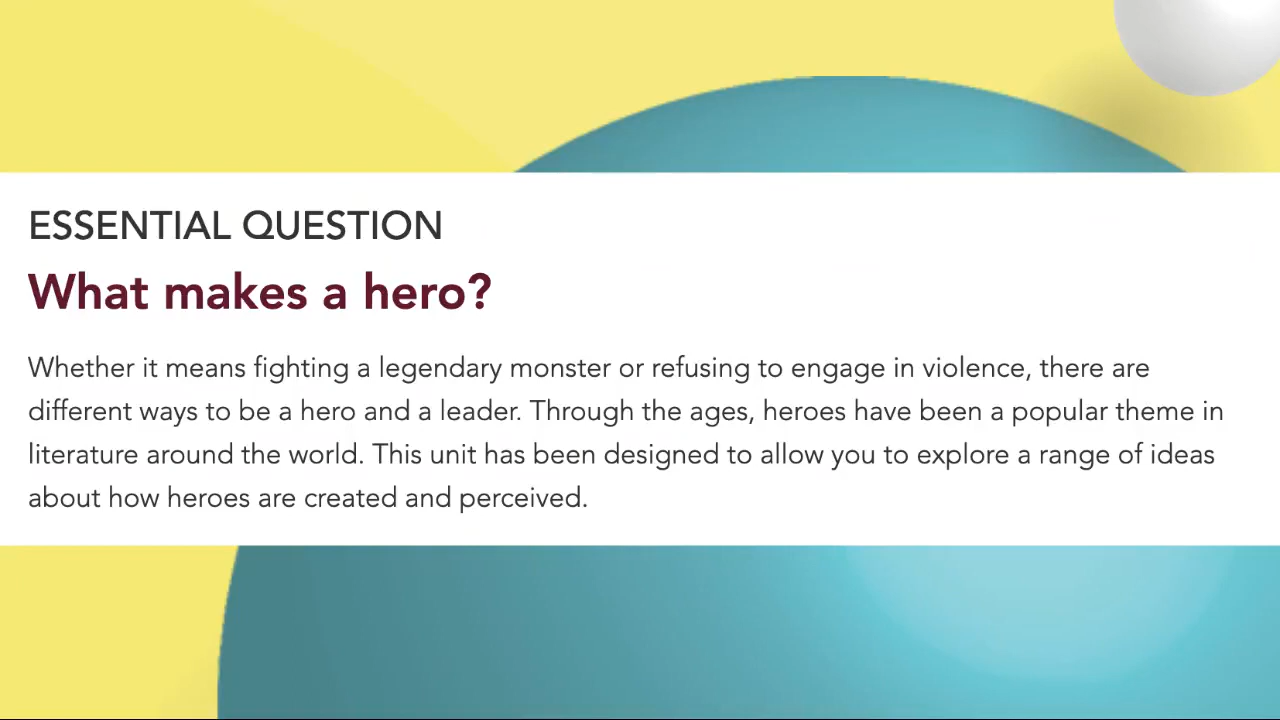 ESSENTIAL QUESTION
What makes a hero?
Whether it means fighting a legendary monster or refusing to engage in violence, there are
different ways to be a hero and a leader. Through the ages, heroes have been a popular theme in
literature around the world. This unit has been designed to allow you to explore a range of ideas
about how heroes are created and perceived.